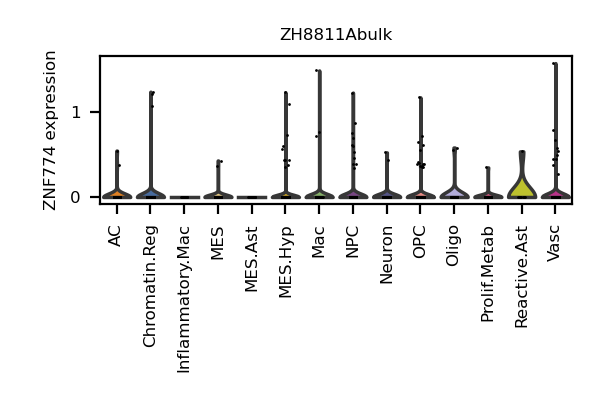 ZH8811Abulk
ZNF774 expression
1
0
AC
Chromatin.Reg
Inflammatory.Mac
MES
MES.Ast
MES.Hyp
Mac
NPC
Neuron
OPC
Oligo
Prolif.Metab
Reactive.Ast
Vasc